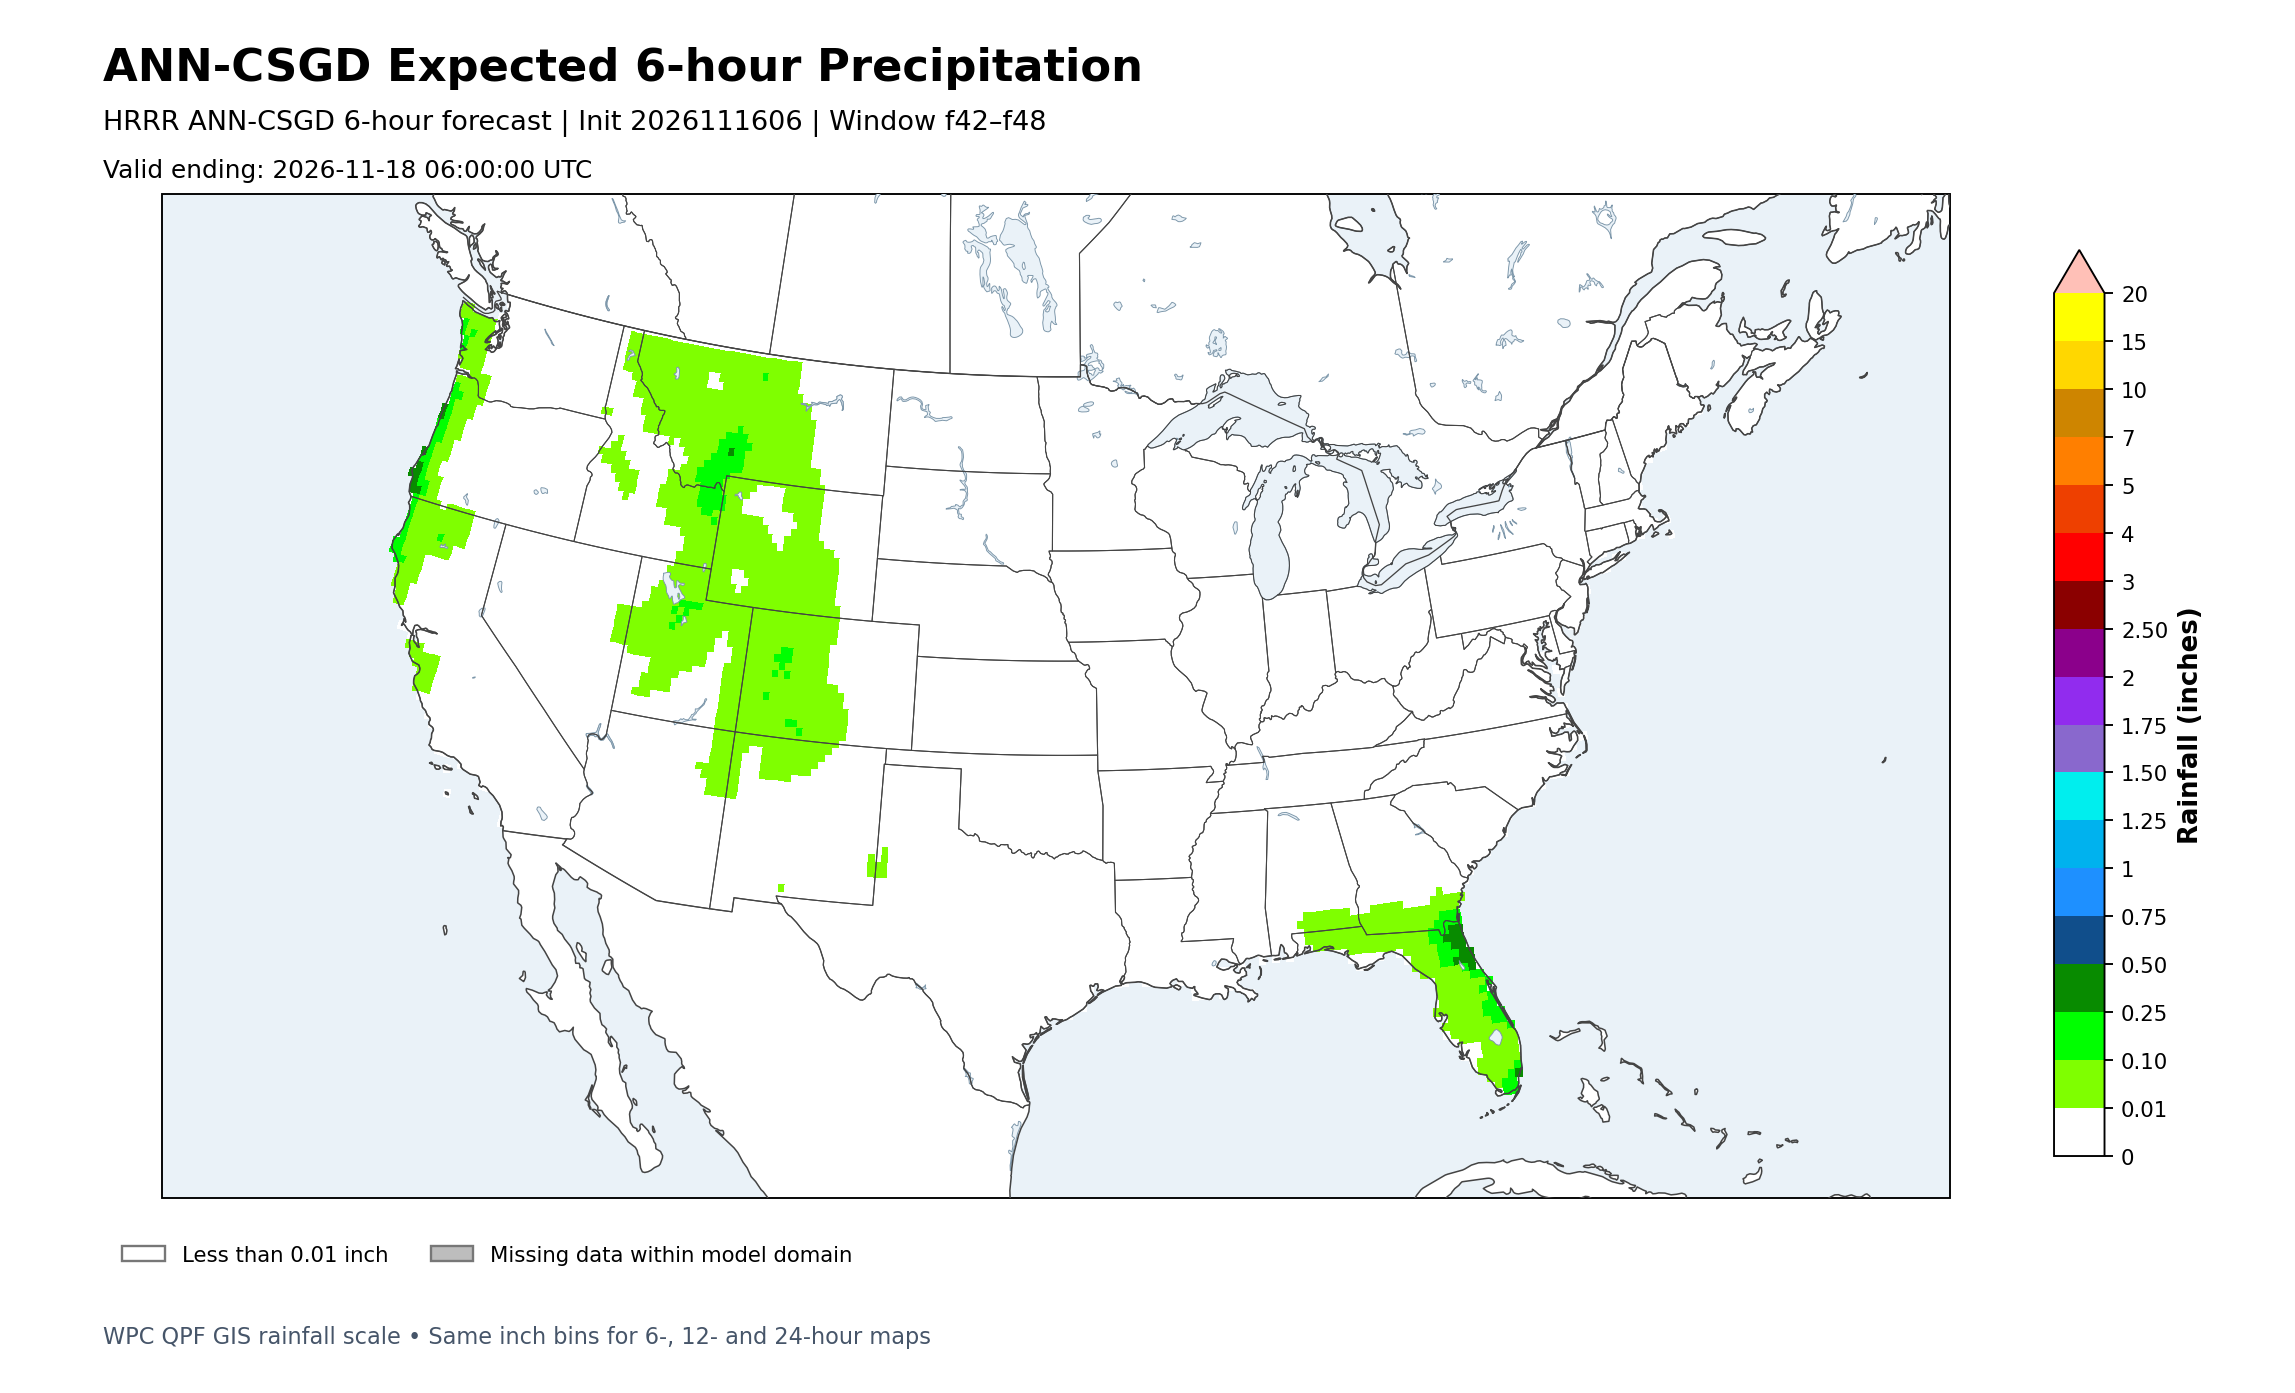 ANN-CSGD Expected 6-hour Precipitation
HRRR ANN-CSGD 6-hour forecast | Init 2026111606 | Window f42–f48
Valid ending: 2026-11-18 06:00:00 UTC
20
15
10
7
5
4
3
2.50
2
1.75
1.50
1.25
1
0.75
0.50
0.25
0.10
0.01
0
Rainfall (inches)
Less than 0.01 inch
Missing data within model domain
WPC QPF GIS rainfall scale • Same inch bins for 6-, 12- and 24-hour maps